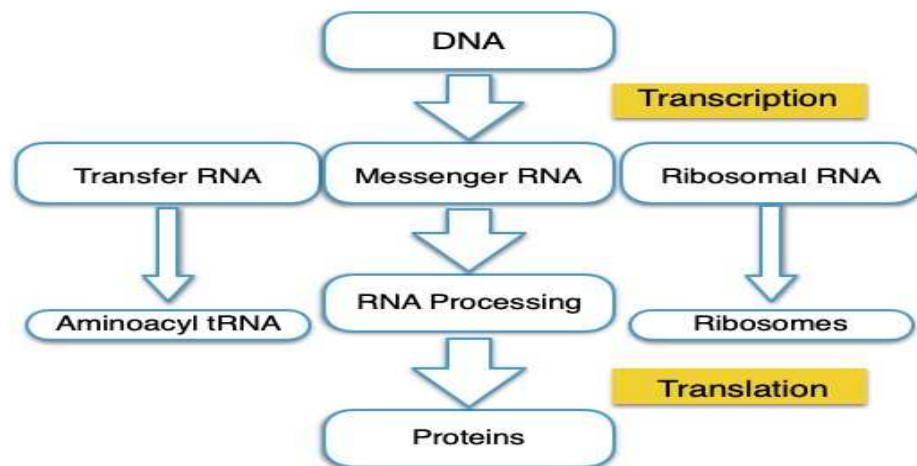 DNA
Transcription
Transfer RNA
Messenger RNA
Ribosomal RNA
RNA Processing
Aminoacyl tRNA
Ribosomes
Translation
Proteins